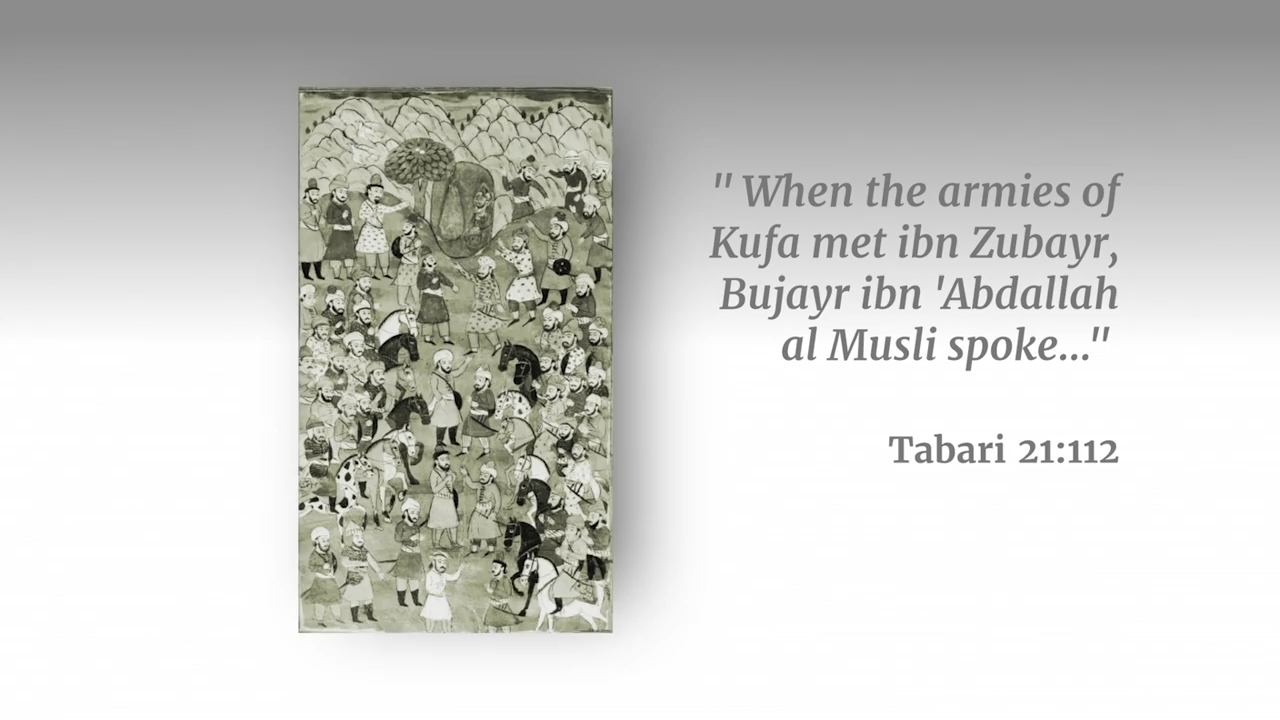 " When the armies of
Kufa met ibn Zubayr,
Bujayr ibn 'Abdallah
al Musli spoke..."
Tabari 21:112